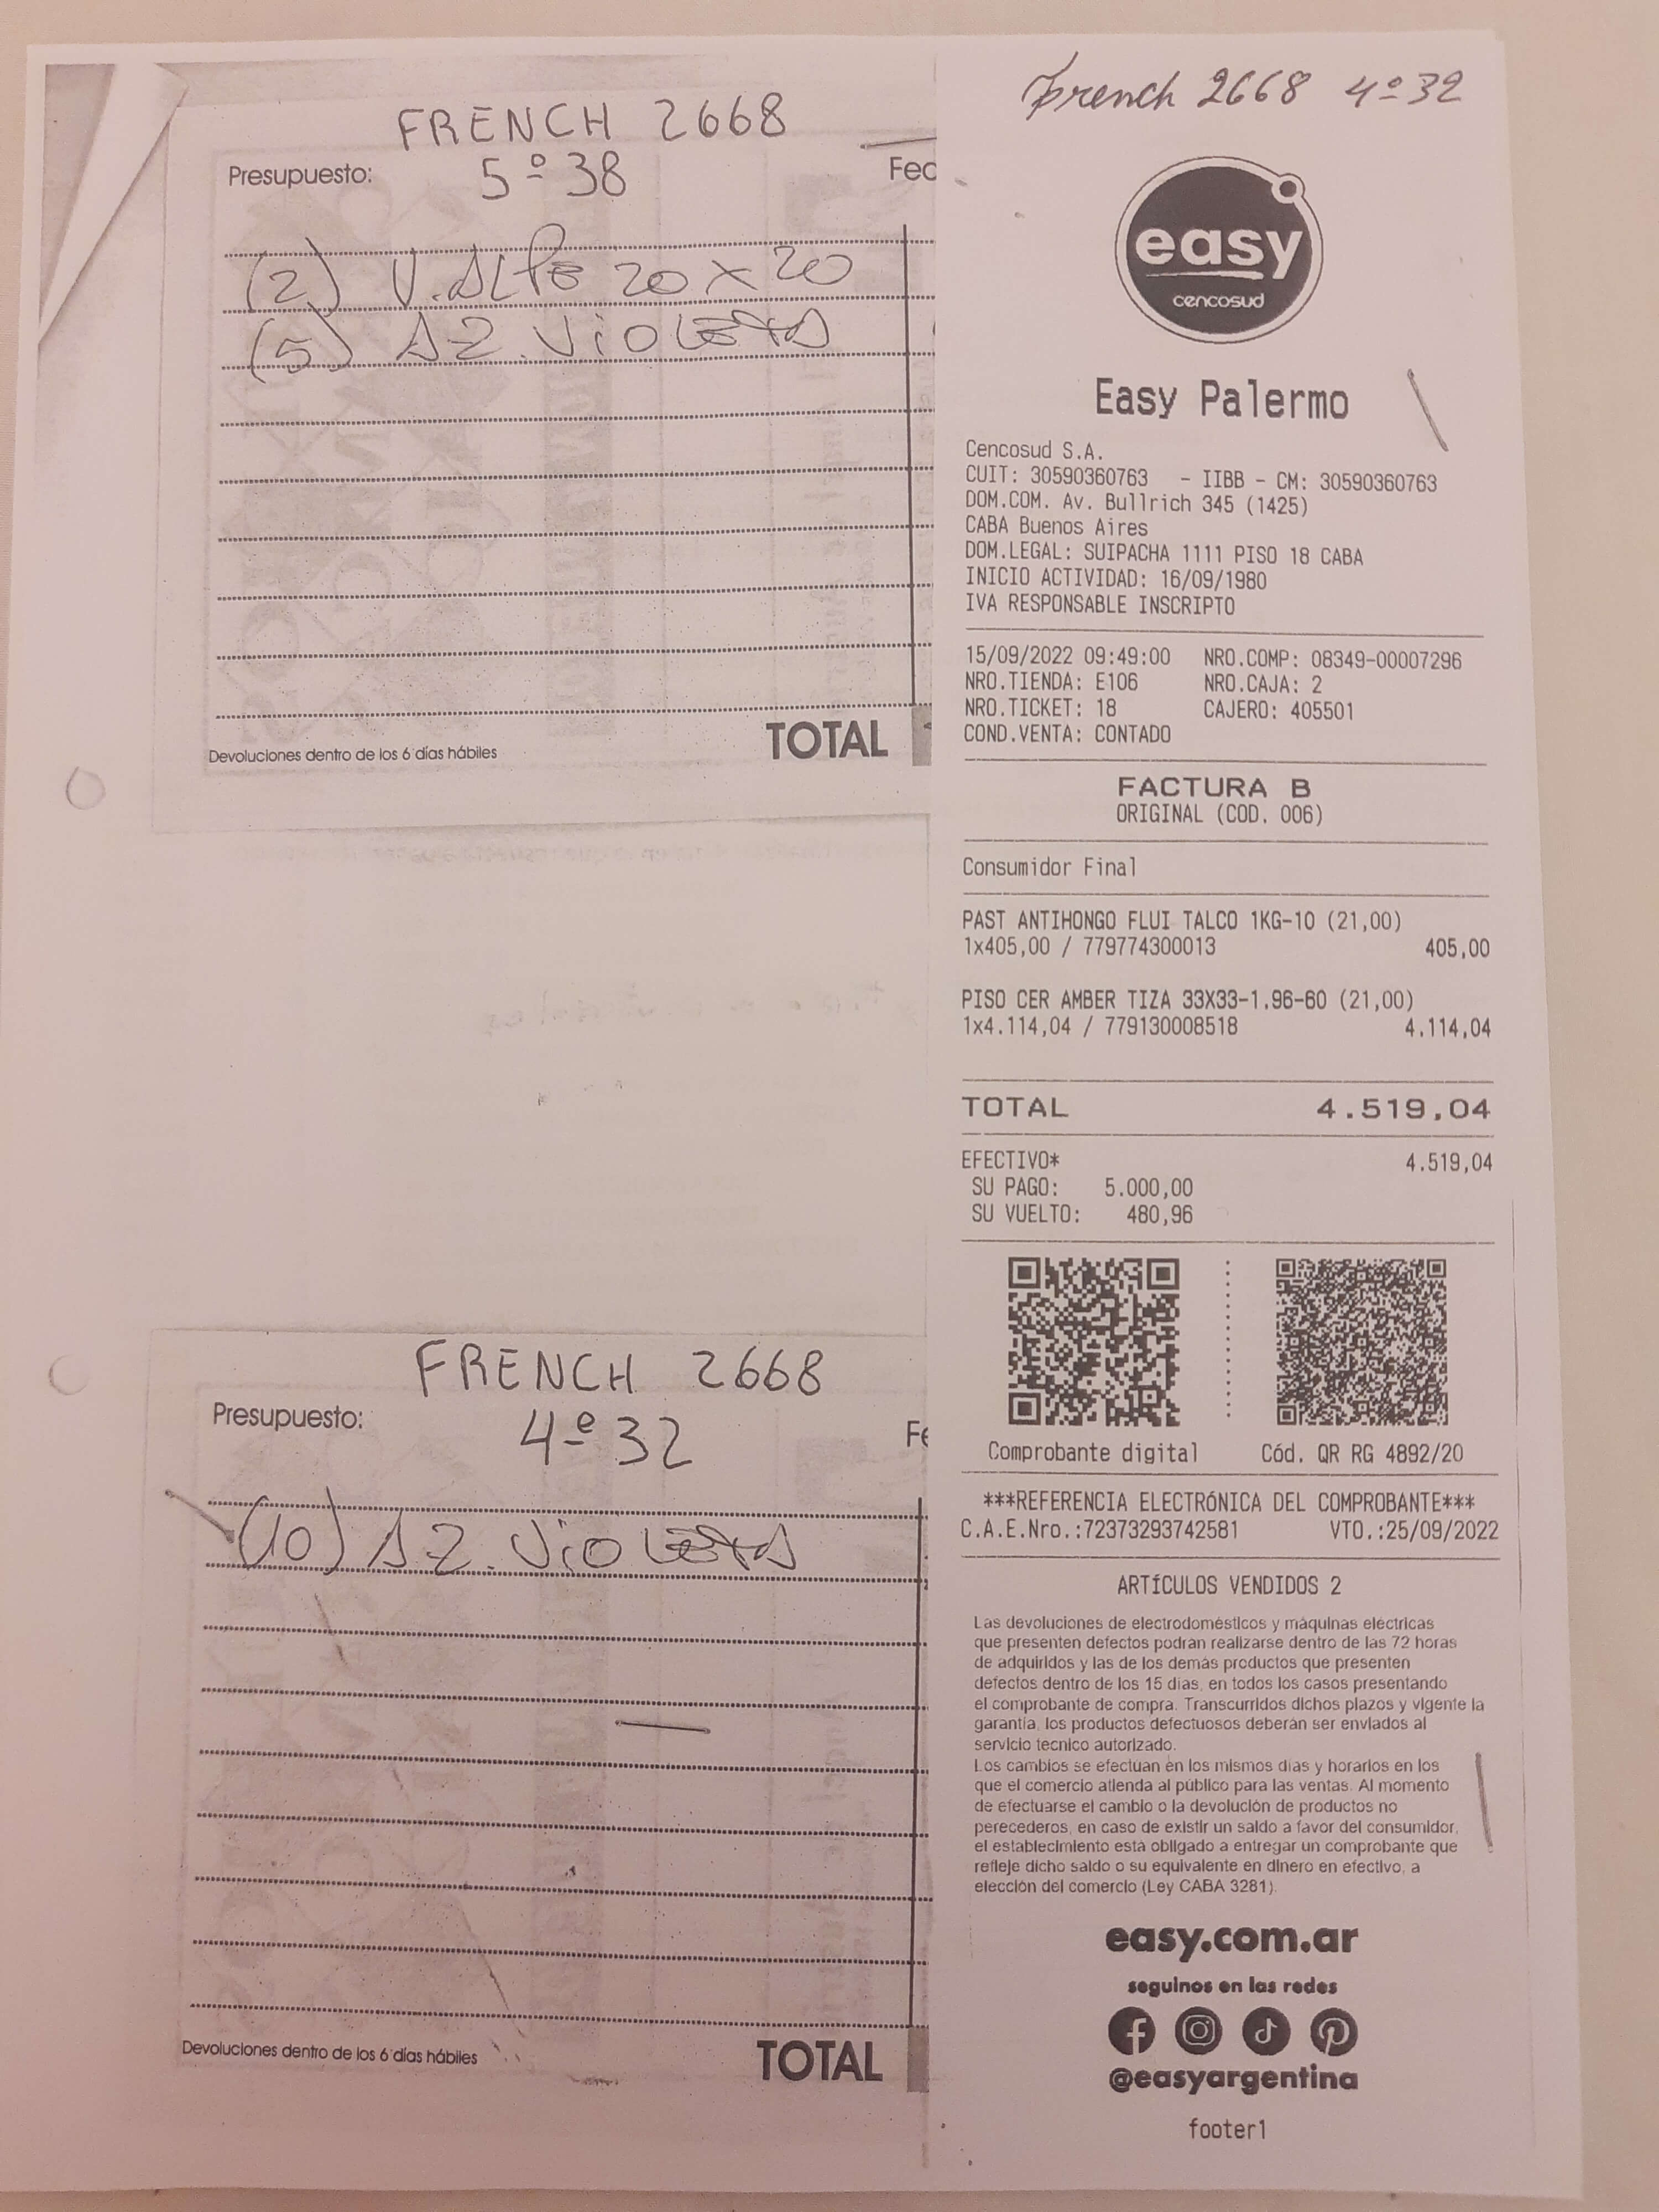 FRENCH 2668
Presupuesto: 5º 38
Fec
(2) V. ALPE 20 x 20
(5) AZ. VIOLETA
TOTAL
Devoluciones dentro de los 6 días hábiles
FRENCH 2668
Presupuesto: 4º 32
Fe
(10) AZ. VIOLETA
TOTAL
Devoluciones dentro de los 6 días hábiles
French 2668 4º 32
easy
cencosud
Easy Palermo
Cencosud S.A.
CUIT: 30590360763 - IIBB - CM: 30590360763
DOM.COM. Av. Bullrich 345 (1425)
CABA Buenos Aires
DOM.LEGAL: SUIPACHA 1111 PISO 18 CABA
INICIO ACTIVIDAD: 16/09/1980
IVA RESPONSABLE INSCRIPTO
15/09/2022 09:49:00 NRO.COMP: 08349-00007296
NRO.TIENDA: E106 NRO.CAJA: 2
NRO.TICKET: 18 CAJERO: 405501
COND.VENTA: CONTADO
FACTURA B
ORIGINAL (COD. 006)
Consumidor Final
PAST ANTIHONGO FLUI TALCO 1KG-10 (21,00)
1x405,00 / 779774300013 405,00
PISO CER AMBER TIZA 33X33-1.96-60 (21,00)
1x4.114,04 / 779130008518 4.114,04
TOTAL 4.519,04
EFECTIVO* 4.519,04
SU PAGO: 5.000,00
SU VUELTO: 480,96
Comprobante digital Cód. QR RG 4892/20
***REFERENCIA ELECTRÓNICA DEL COMPROBANTE***
C.A.E.Nro.:72373293742581 VTO.:25/09/2022
ARTÍCULOS VENDIDOS 2
Las devoluciones de electrodomésticos y máquinas eléctricas
que presenten defectos podran realizarse dentro de las 72 horas
de adquiridos y las de los demás productos que presenten
defectos dentro de los 15 dias, en todos los casos presentando
el comprobante de compra. Transcurridos dichos plazos y vigente la
garantía, los productos defectuosos deberán ser enviados al
servicio tecnico autorizado.
Los cambios se efectuan en los mismos dias y horarios en los
que el comercio atienda al público para las ventas. Al momento
de efectuarse el cambio o la devolución de productos no
perecederos, en caso de existir un saldo a favor del consumidor,
el establecimiento está obligado a entregar un comprobante que
refleje dicho saldo o su equivalente en dinero en efectivo, a
elección del comercio (Ley CABA 3281).
easy.com.ar
seguinos en las redes
@easyargentina
footer1